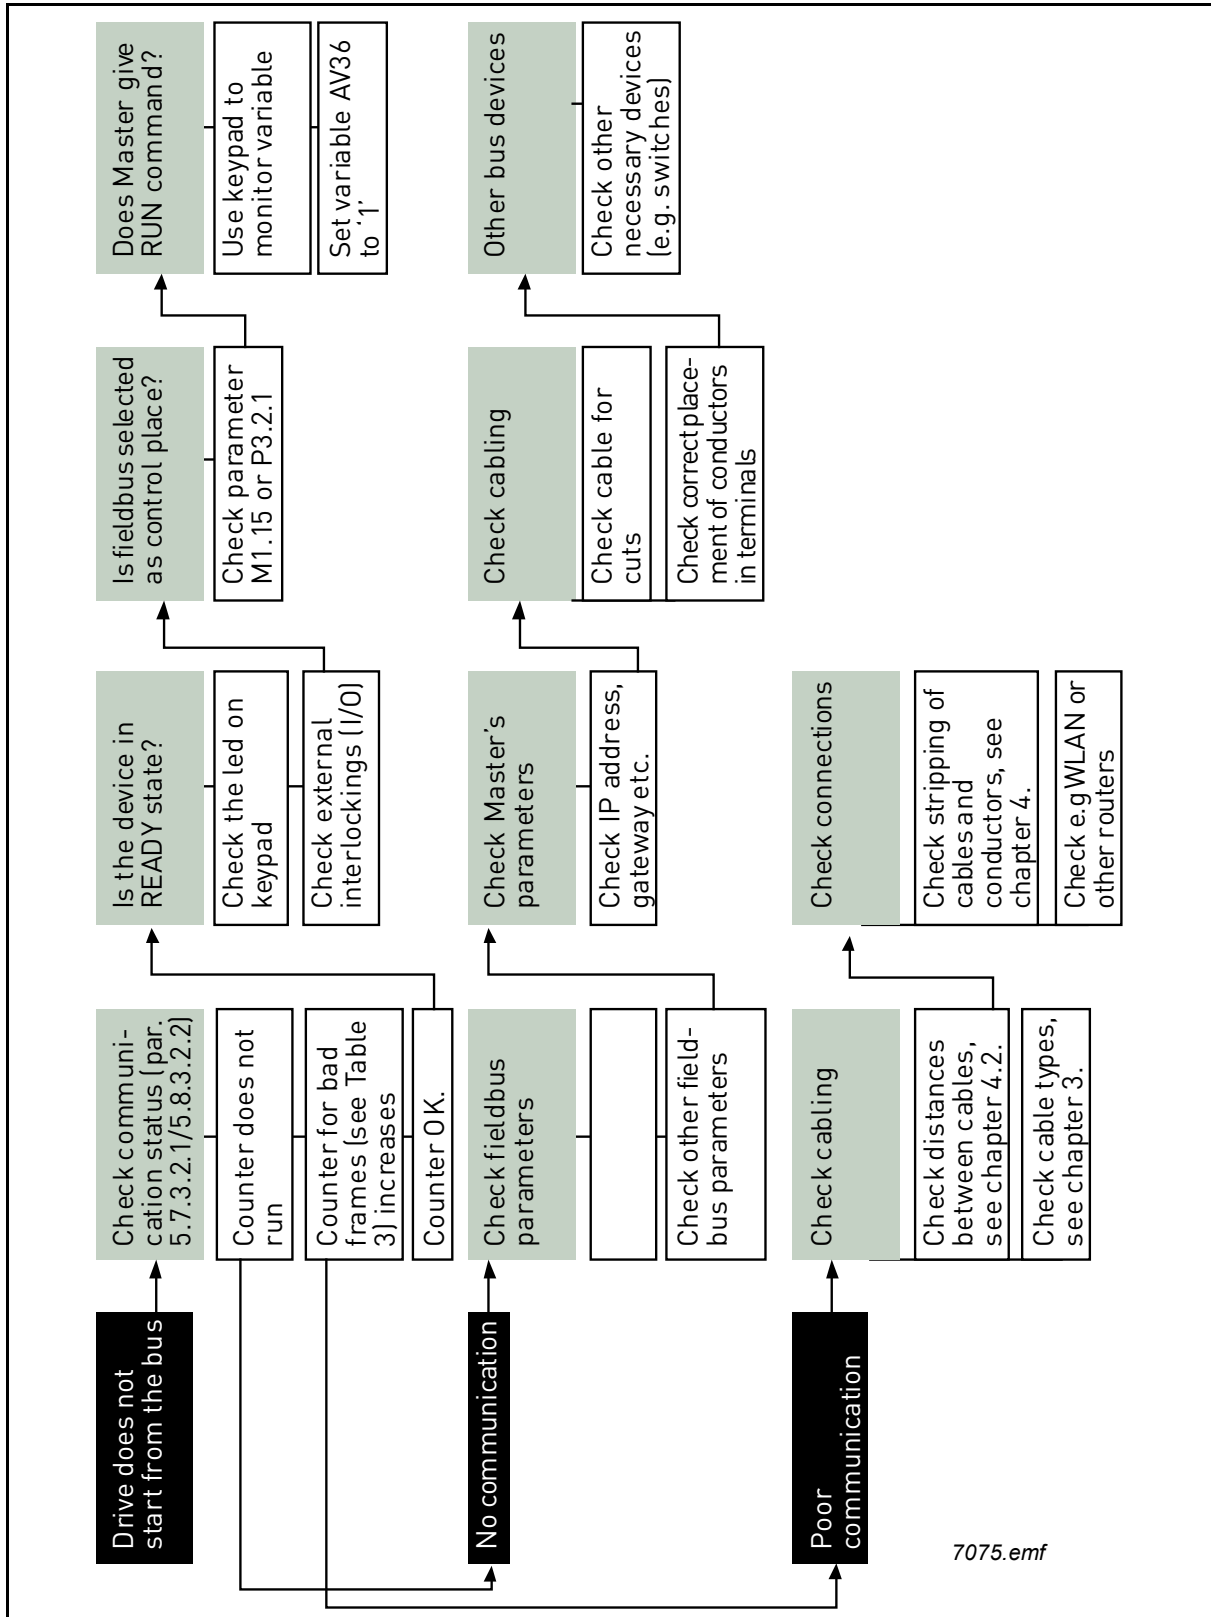 Drive does not
start from the bus
Check communi-
cation status (par.
5.7.3.2.1/5.8.3.2.2)
Counter does not
run
Counter for bad
frames (see Table
3) increases
Counter OK.
Is the device in
READY state?
Check the led on
keypad
Check external
interlockings (I/O)
Is fieldbus selected
as control place?
Check parameter
M1.15 or P3.2.1
Does Master give
RUN command?
Use keypad to
monitor variable
Set variable AV36
to ‘1’
No communication
Check fieldbus
parameters
Check other field-
bus parameters
Check Master’s
parameters
Check IP address,
gateway etc.
Check cabling
Check cable for
cuts
Check correct place-
ment of conductors
in terminals
Other bus devices
Check other
necessary devices
(e.g. switches)
Poor
communication
Check cabling
Check distances
between cables,
see chapter 4.2.
Check cable types,
see chapter 3.
Check connections
Check stripping of
cables and
conductors, see
chapter 4.
Check e.g WLAN or
other routers
7075.emf